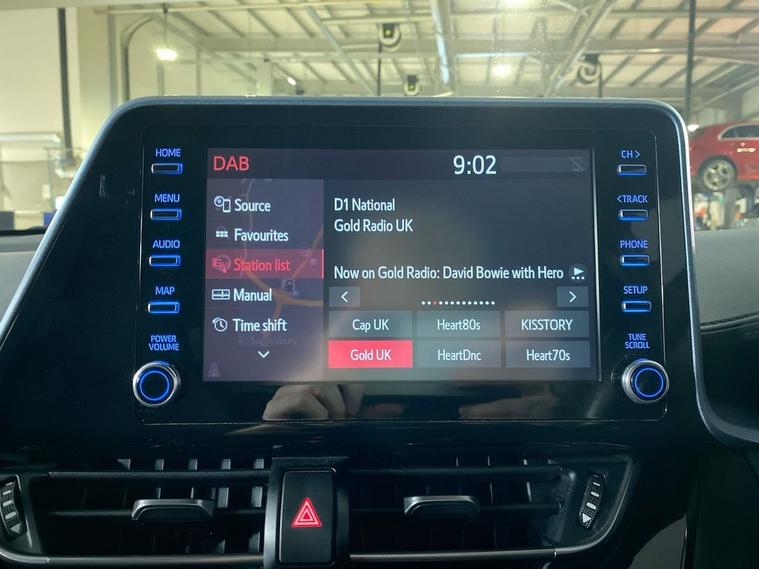 HOME
MENU
AUDIO
MAP
POWER
VOLUME
DAB
9:02
Source
Favourites
Station list
Manual
Time shift
D1 National
Gold Radio UK
Now on Gold Radio: David Bowie with Hero
Cap UK
Heart80s
KISSTORY
Gold UK
HeartDnc
Heart70s
CH >
< TRACK
PHONE
SETUP
TUNE
SCROLL